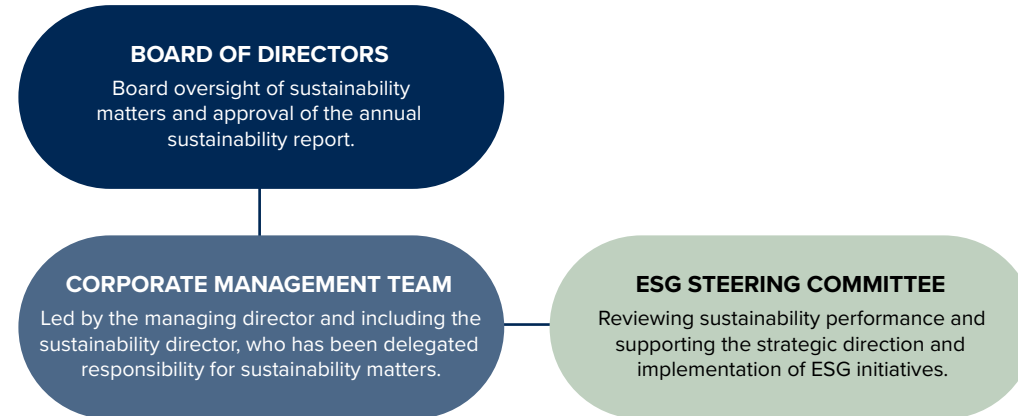 BOARD OF DIRECTORS
Board oversight of sustainability
matters and approval of the annual
sustainability report.
CORPORATE MANAGEMENT TEAM
Led by the managing director and including the
sustainability director, who has been delegated
responsibility for sustainability matters.
ESG STEERING COMMITTEE
Reviewing sustainability performance and
supporting the strategic direction and
implementation of ESG initiatives.